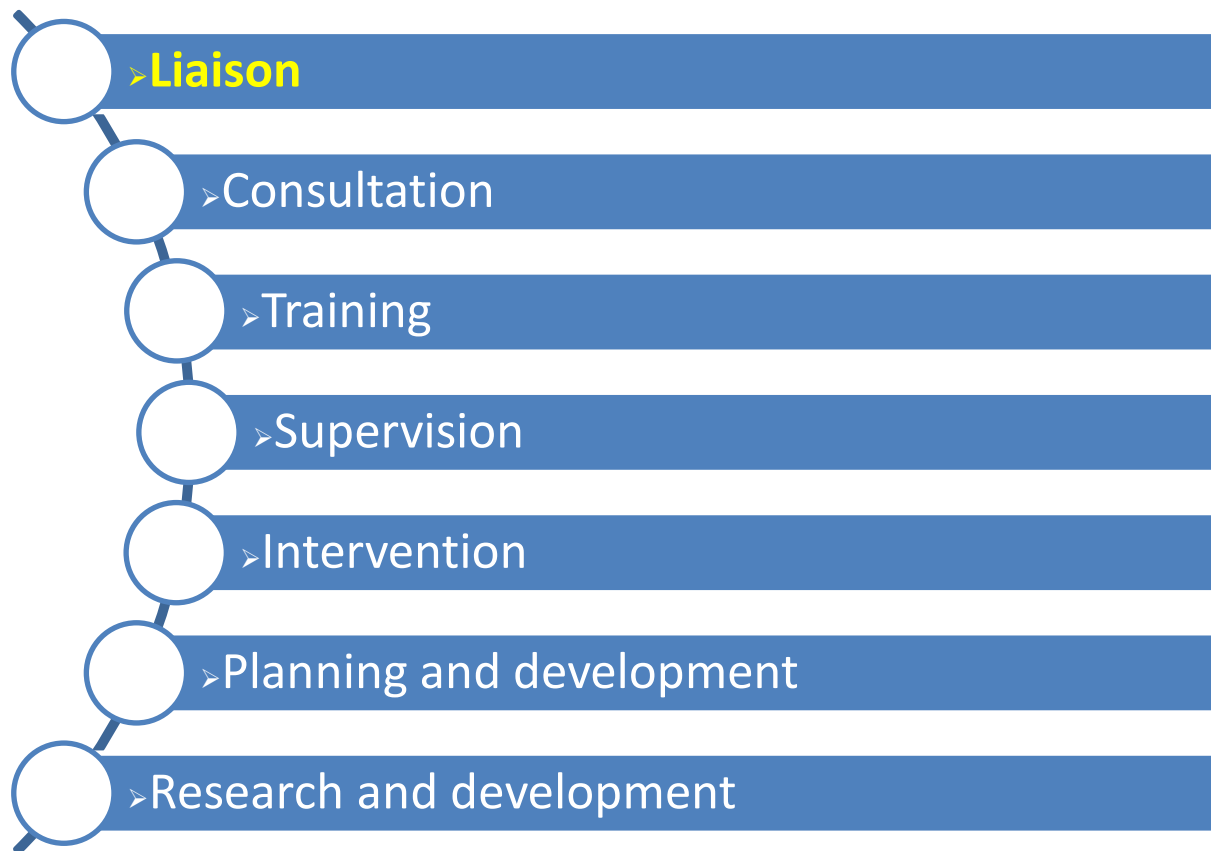 ➢Liaison
➢Consultation
➢Training
➢Supervision
➢Intervention
➢Planning and development
➢Research and development